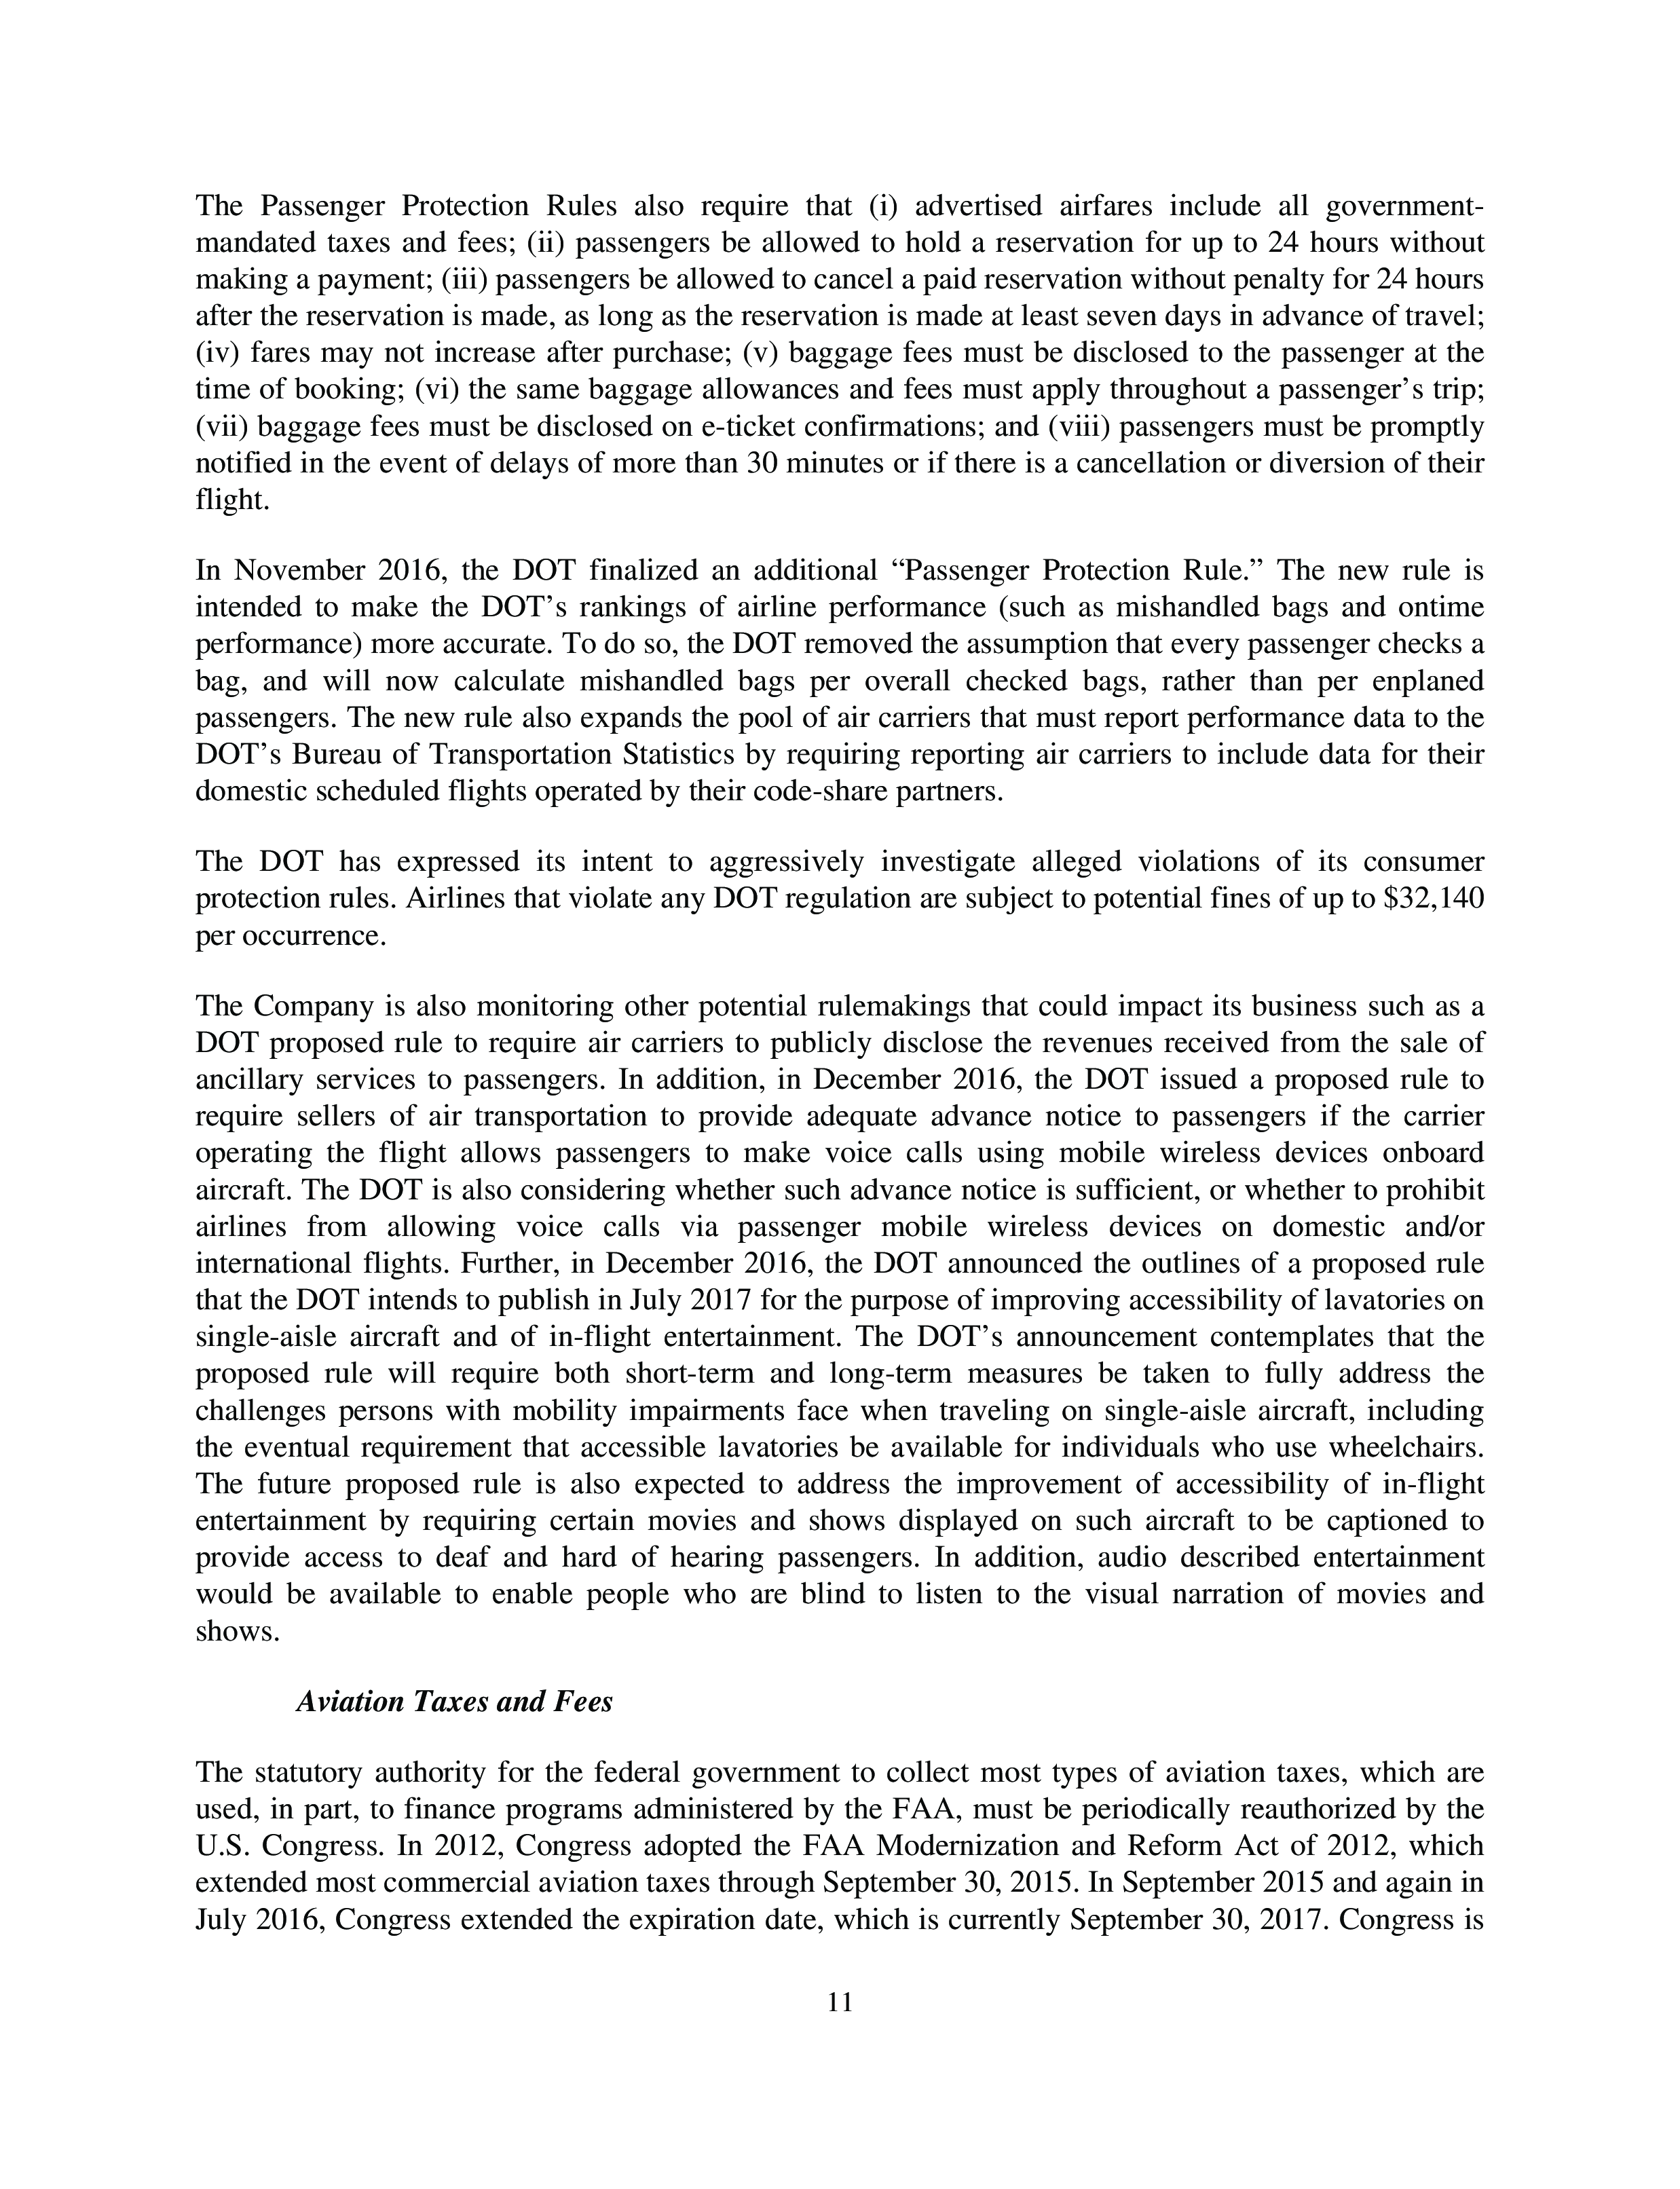 The Passenger Protection Rules also require that (i) advertised airfares include all government-
mandated taxes and fees; (ii) passengers be allowed to hold a reservation for up to 24 hours without
making a payment; (iii) passengers be allowed to cancel a paid reservation without penalty for 24 hours
after the reservation is made, as long as the reservation is made at least seven days in advance of travel;
(iv) fares may not increase after purchase; (v) baggage fees must be disclosed to the passenger at the
time of booking; (vi) the same baggage allowances and fees must apply throughout a passenger’s trip;
(vii) baggage fees must be disclosed on e-ticket confirmations; and (viii) passengers must be promptly
notified in the event of delays of more than 30 minutes or if there is a cancellation or diversion of their
flight.
In November 2016, the DOT finalized an additional “Passenger Protection Rule.” The new rule is
intended to make the DOT’s rankings of airline performance (such as mishandled bags and ontime
performance) more accurate. To do so, the DOT removed the assumption that every passenger checks a
bag, and will now calculate mishandled bags per overall checked bags, rather than per enplaned
passengers. The new rule also expands the pool of air carriers that must report performance data to the
DOT’s Bureau of Transportation Statistics by requiring reporting air carriers to include data for their
domestic scheduled flights operated by their code-share partners.
The DOT has expressed its intent to aggressively investigate alleged violations of its consumer
protection rules. Airlines that violate any DOT regulation are subject to potential fines of up to $32,140
per occurrence.
The Company is also monitoring other potential rulemakings that could impact its business such as a
DOT proposed rule to require air carriers to publicly disclose the revenues received from the sale of
ancillary services to passengers. In addition, in December 2016, the DOT issued a proposed rule to
require sellers of air transportation to provide adequate advance notice to passengers if the carrier
operating the flight allows passengers to make voice calls using mobile wireless devices onboard
aircraft. The DOT is also considering whether such advance notice is sufficient, or whether to prohibit
airlines from allowing voice calls via passenger mobile wireless devices on domestic and/or
international flights. Further, in December 2016, the DOT announced the outlines of a proposed rule
that the DOT intends to publish in July 2017 for the purpose of improving accessibility of lavatories on
single-aisle aircraft and of in-flight entertainment. The DOT’s announcement contemplates that the
proposed rule will require both short-term and long-term measures be taken to fully address the
challenges persons with mobility impairments face when traveling on single-aisle aircraft, including
the eventual requirement that accessible lavatories be available for individuals who use wheelchairs.
The future proposed rule is also expected to address the improvement of accessibility of in-flight
entertainment by requiring certain movies and shows displayed on such aircraft to be captioned to
provide access to deaf and hard of hearing passengers. In addition, audio described entertainment
would be available to enable people who are blind to listen to the visual narration of movies and
shows.
Aviation Taxes and Fees
The statutory authority for the federal government to collect most types of aviation taxes, which are
used, in part, to finance programs administered by the FAA, must be periodically reauthorized by the
U.S. Congress. In 2012, Congress adopted the FAA Modernization and Reform Act of 2012, which
extended most commercial aviation taxes through September 30, 2015. In September 2015 and again in
July 2016, Congress extended the expiration date, which is currently September 30, 2017. Congress is
11